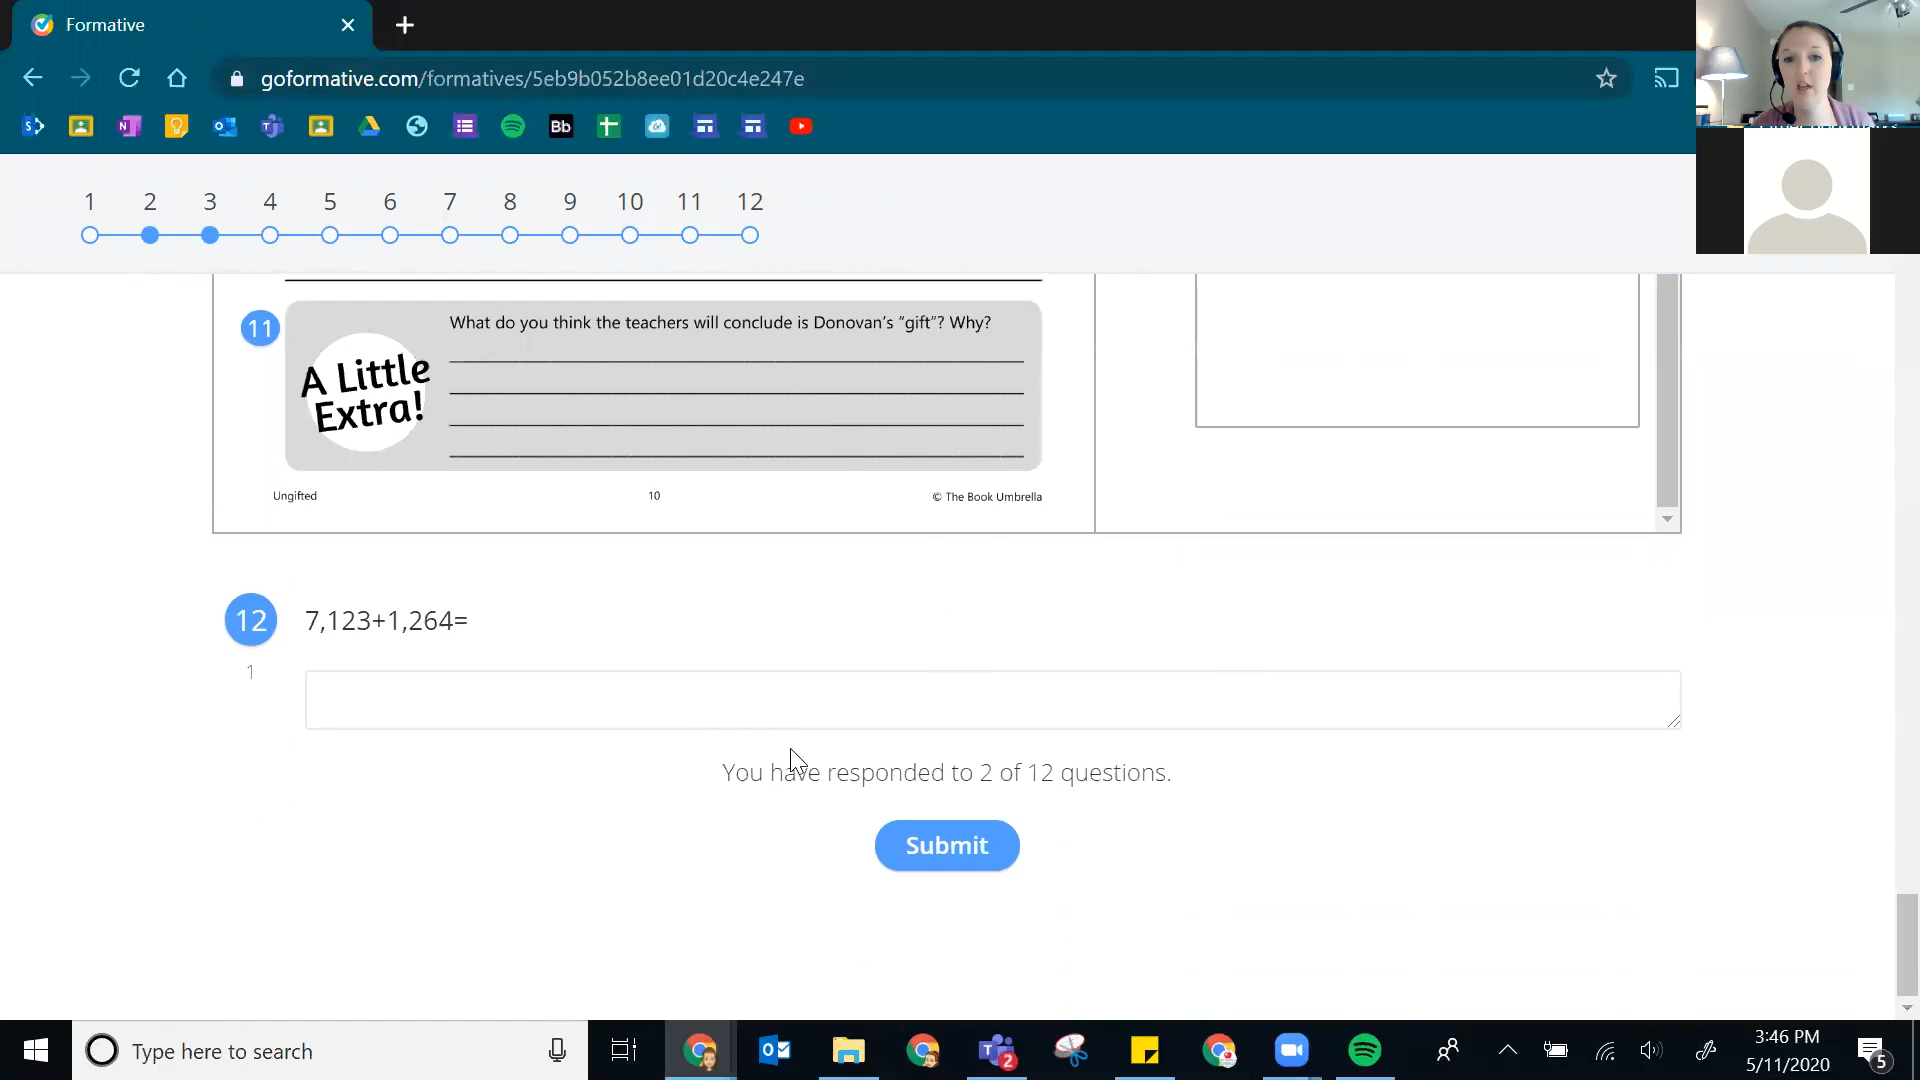 Formative
goformative.com/formatives/5eb9b052b8ee01d20c4e247e
Bb
1 2 3 4 5 6 7 8 9 10 11 12
11
What do you think the teachers will conclude is Donovan's "gift"? Why?
A Little
Extra!
Ungifted 10 © The Book Umbrella
12 7,123+1,264=
1
You have responded to 2 of 12 questions.
Submit
Type here to search
2
3:46 PM
5/11/2020
5